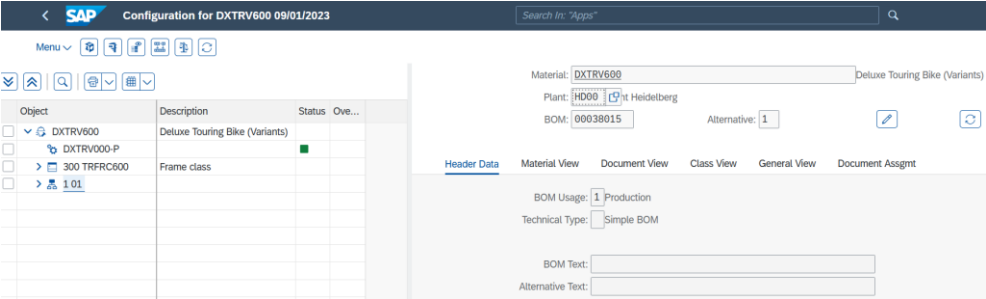 SAP Configuration for DXTRV600 09/01/2023 Search In: "Apps"
Menu
Object Description Status Ove...
DXTRV600 Deluxe Touring Bike (Variants)
DXTRV000-P
300 TRFRC600 Frame class
1 01
Material: DXTRV600 Deluxe Touring Bike (Variants)
Plant: HD00 nt Heidelberg
BOM: 00038015 Alternative: 1
Header Data Material View Document View Class View General View Document Assgmt
BOM Usage: 1 Production
Technical Type: Simple BOM
BOM Text:
Alternative Text: